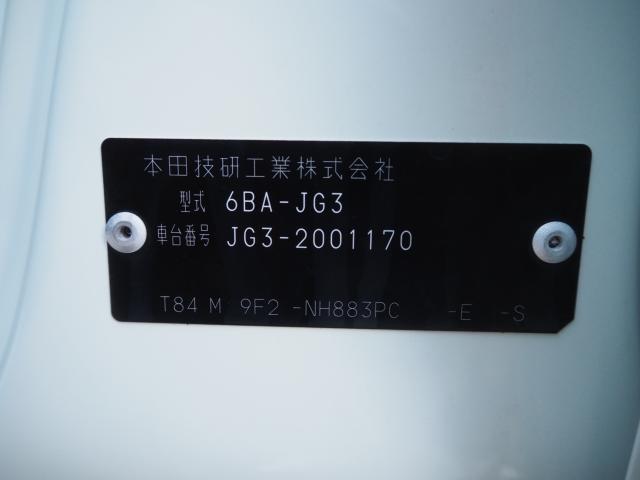 本田技研工業株式会社
型式 6BA-JG3
車台番号 JG3-2001170
T84 M 9F2 -NH883PC -E -S